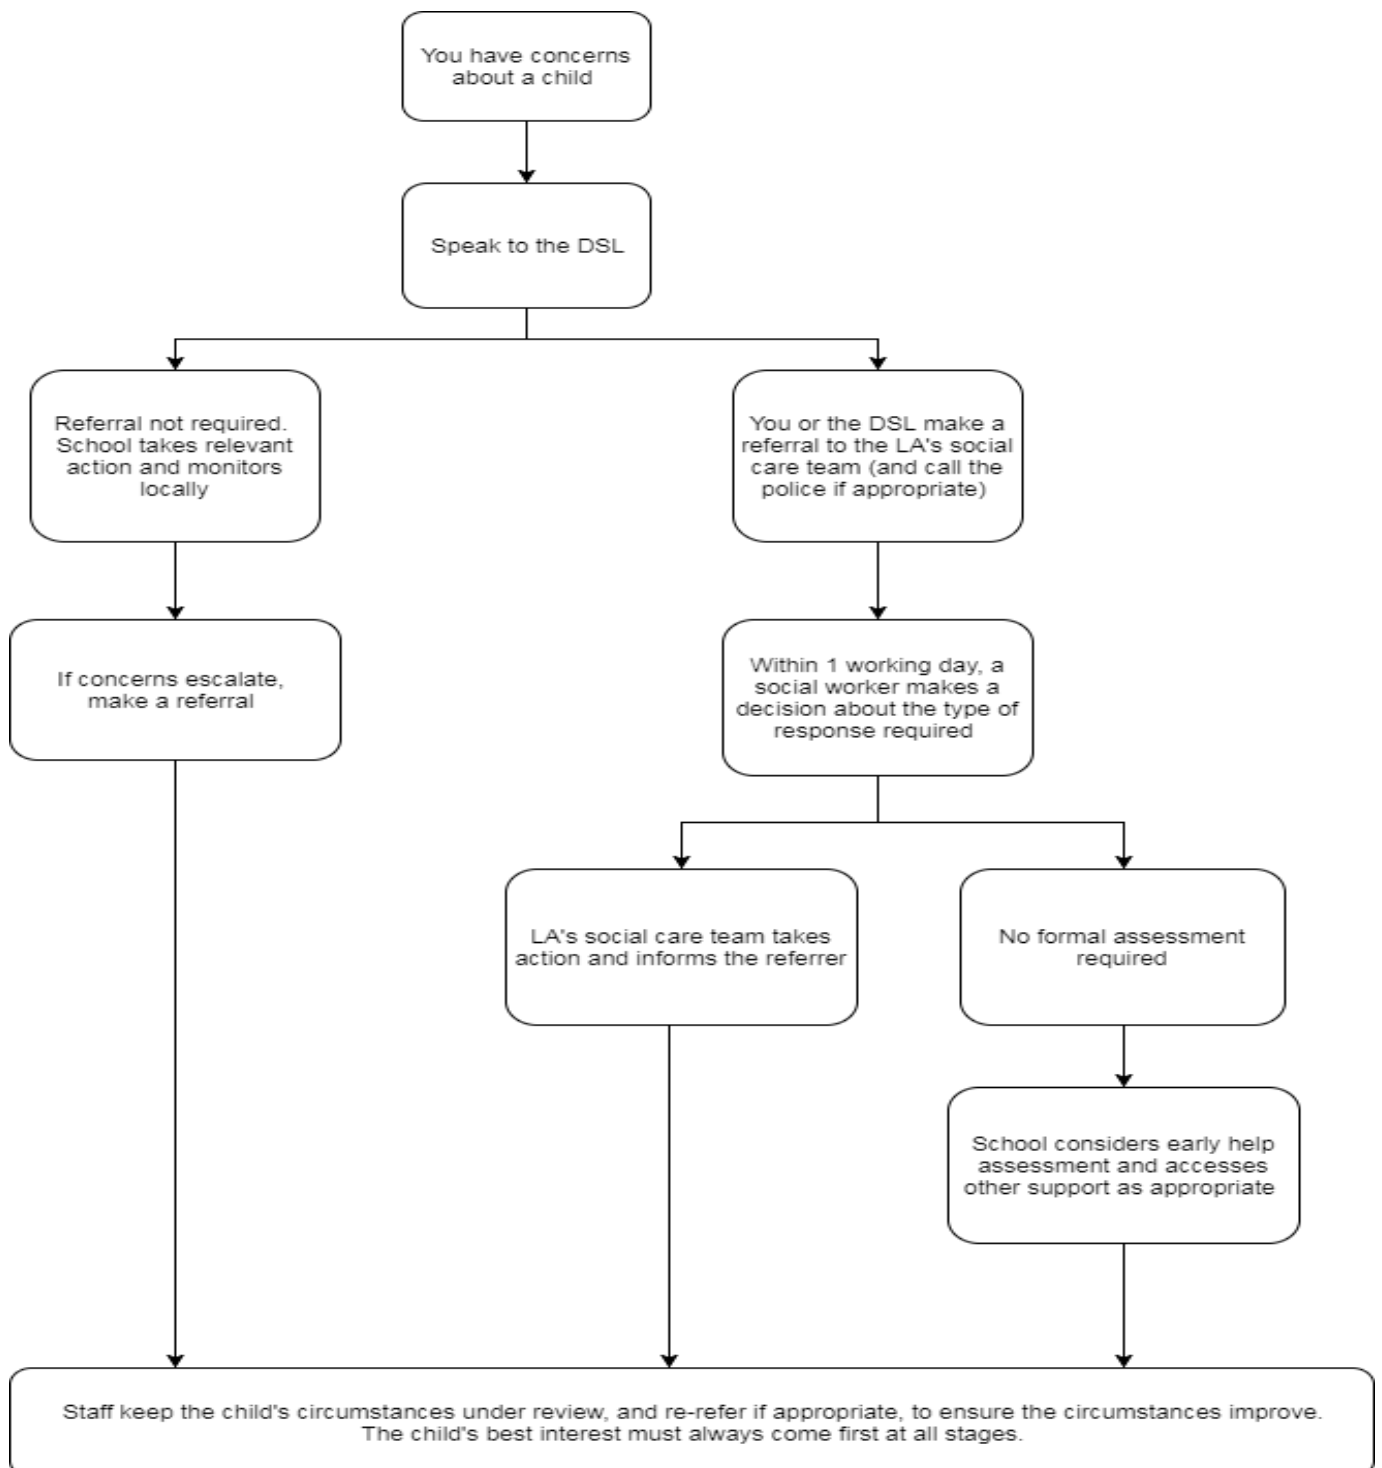 You have concerns
about a child
Speak to the DSL
Referral not required.
School takes relevant
action and monitors
locally
You or the DSL make a
referral to the LA's social
care team (and call the
police if appropriate)
If concerns escalate,
make a referral
Within 1 working day, a
social worker makes a
decision about the type of
response required
LA's social care team takes
action and informs the referrer
No formal assessment
required
School considers early help
assessment and accesses
other support as appropriate
Staff keep the child's circumstances under review, and re-refer if appropriate, to ensure the circumstances improve.
The child's best interest must always come first at all stages.